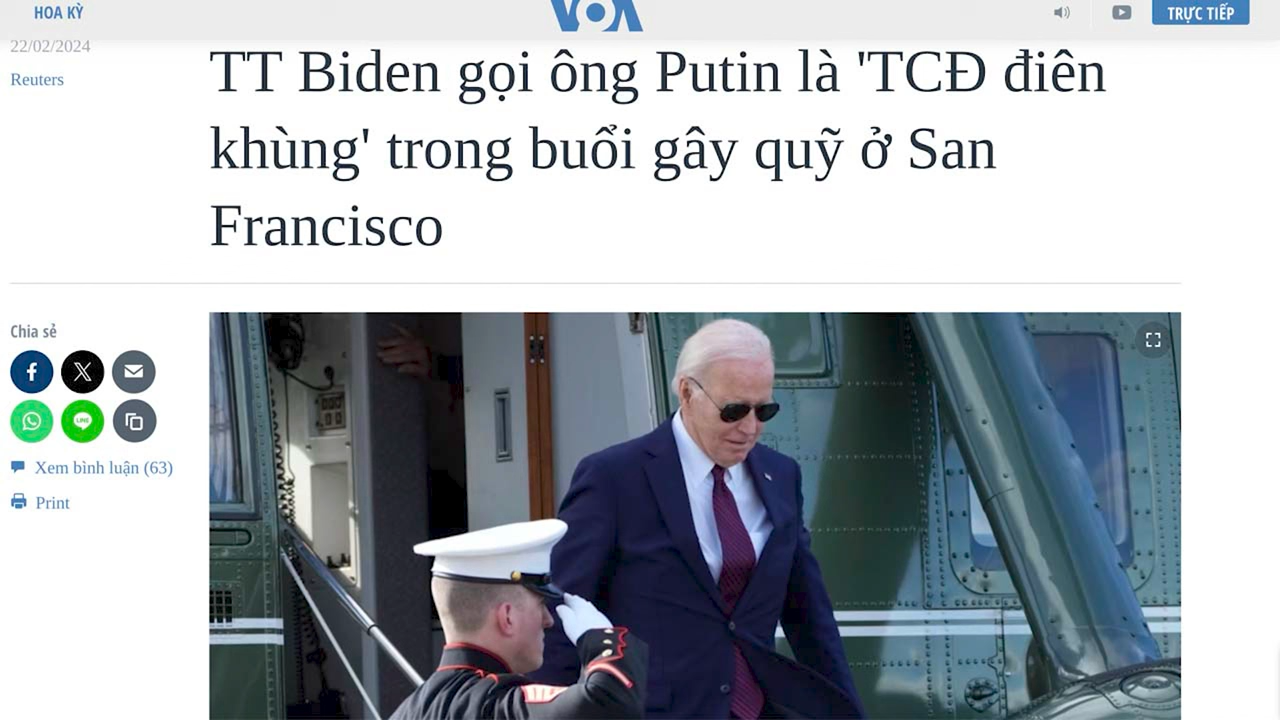 HOA KỲ
VOA
TRỰC TIẾP
22/02/2024
Reuters
TT Biden gọi ông Putin là 'TCĐ điên
khùng' trong buổi gây quỹ ở San
Francisco
Chia sẻ
LINE
Xem bình luận (63)
Print